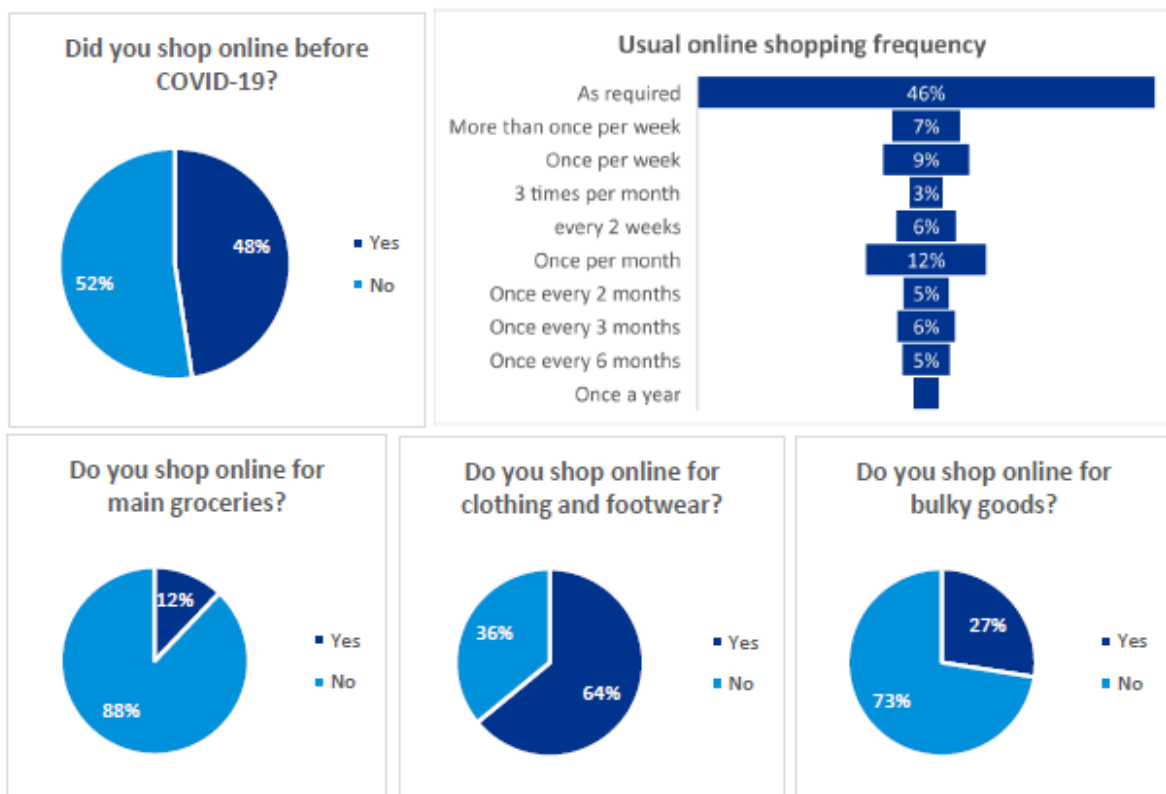 Did you shop online before
COVID-19?
48%
52%
Yes
No
Usual online shopping frequency
As required 46%
More than once per week 7%
Once per week 9%
3 times per month 3%
every 2 weeks 6%
Once per month 12%
Once every 2 months 5%
Once every 3 months 6%
Once every 6 months 5%
Once a year
Do you shop online for
main groceries?
12%
88%
Yes
No
Do you shop online for
clothing and footwear?
36%
64%
Yes
No
Do you shop online for
bulky goods?
27%
73%
Yes
No